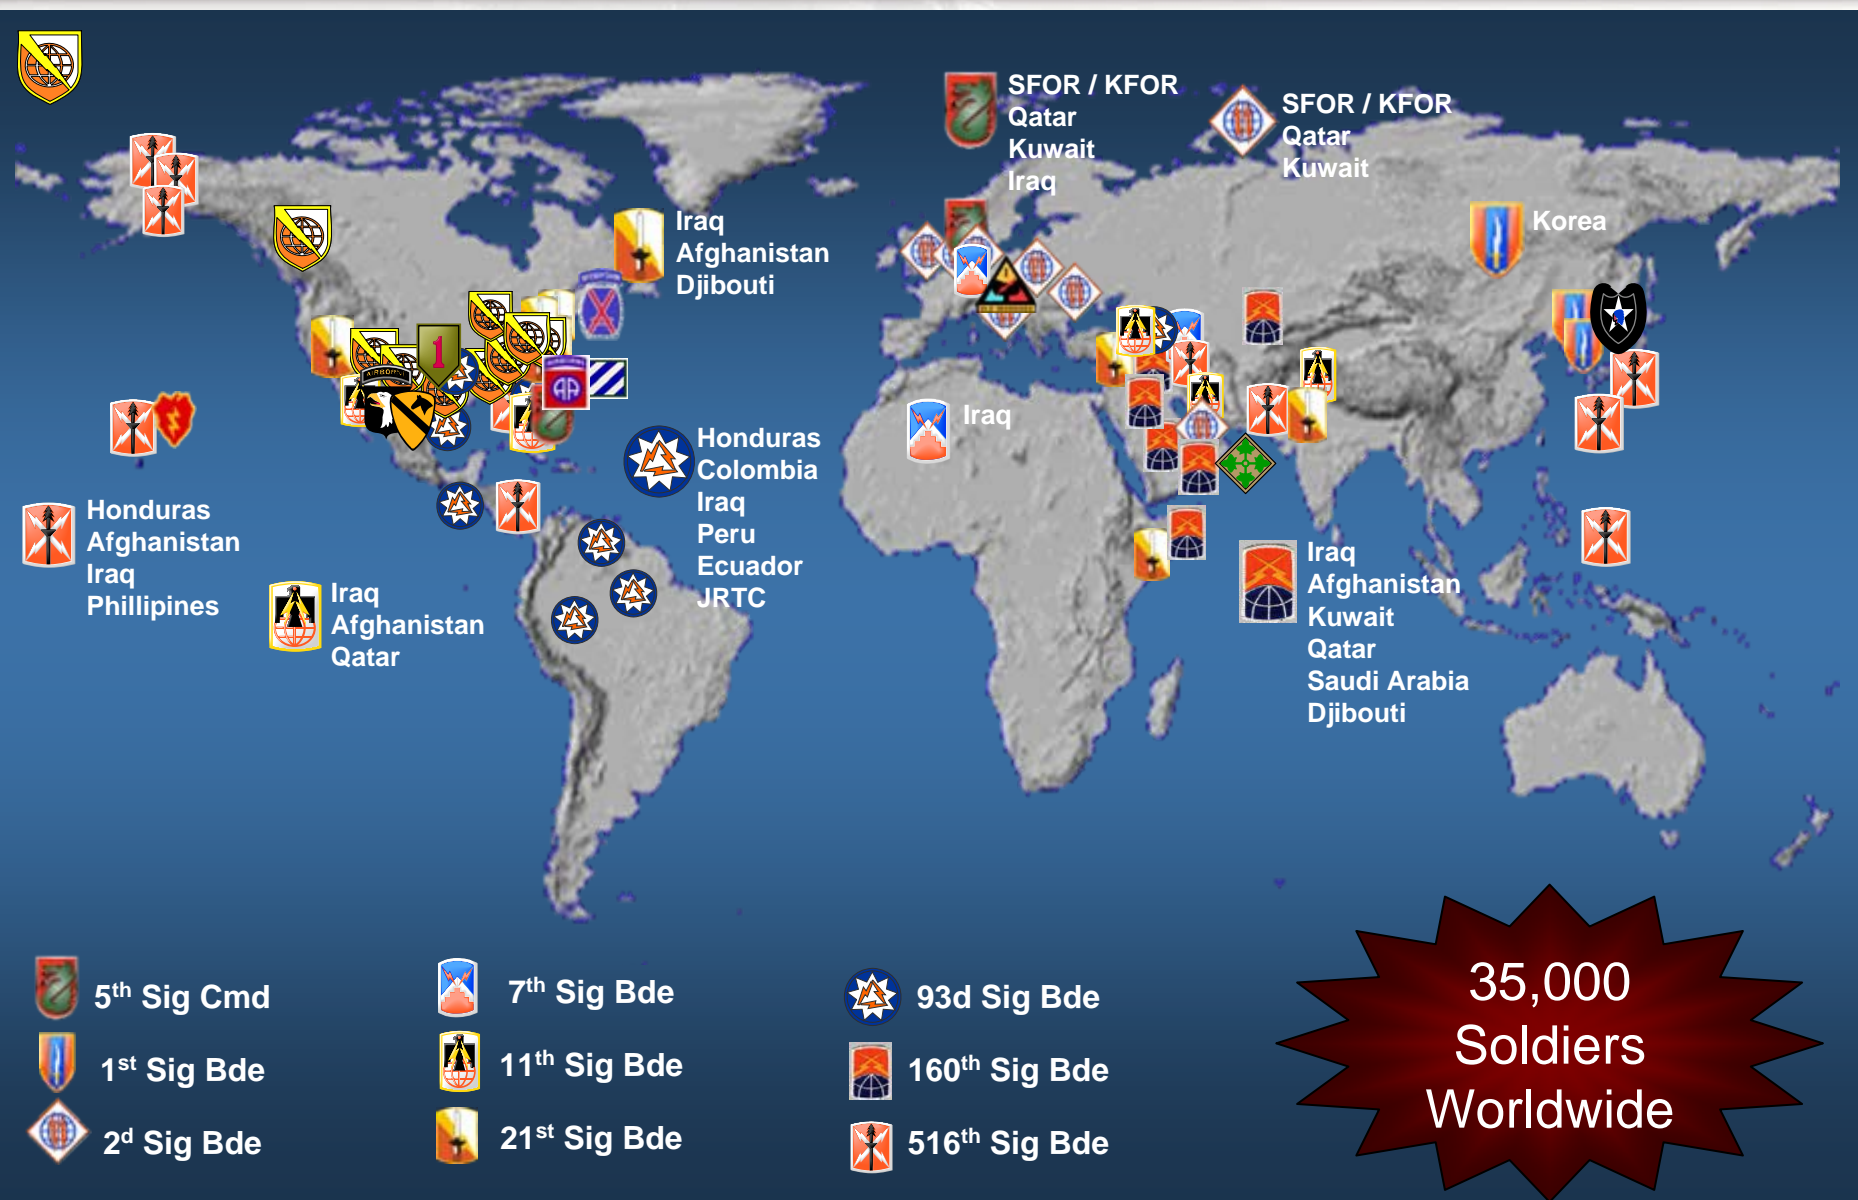 SFOR / KFOR
Qatar
Kuwait
Iraq
SFOR / KFOR
Qatar
Kuwait
Iraq
Afghanistan
Djibouti
Korea
1
AIRBORNE
AA
Iraq
Honduras
Colombia
Iraq
Peru
Ecuador
JRTC
Honduras
Afghanistan
Iraq
Phillipines
Iraq
Afghanistan
Qatar
Iraq
Afghanistan
Kuwait
Qatar
Saudi Arabia
Djibouti
5th Sig Cmd
7th Sig Bde
93d Sig Bde
1st Sig Bde
11th Sig Bde
160th Sig Bde
2d Sig Bde
21st Sig Bde
516th Sig Bde
35,000
Soldiers
Worldwide